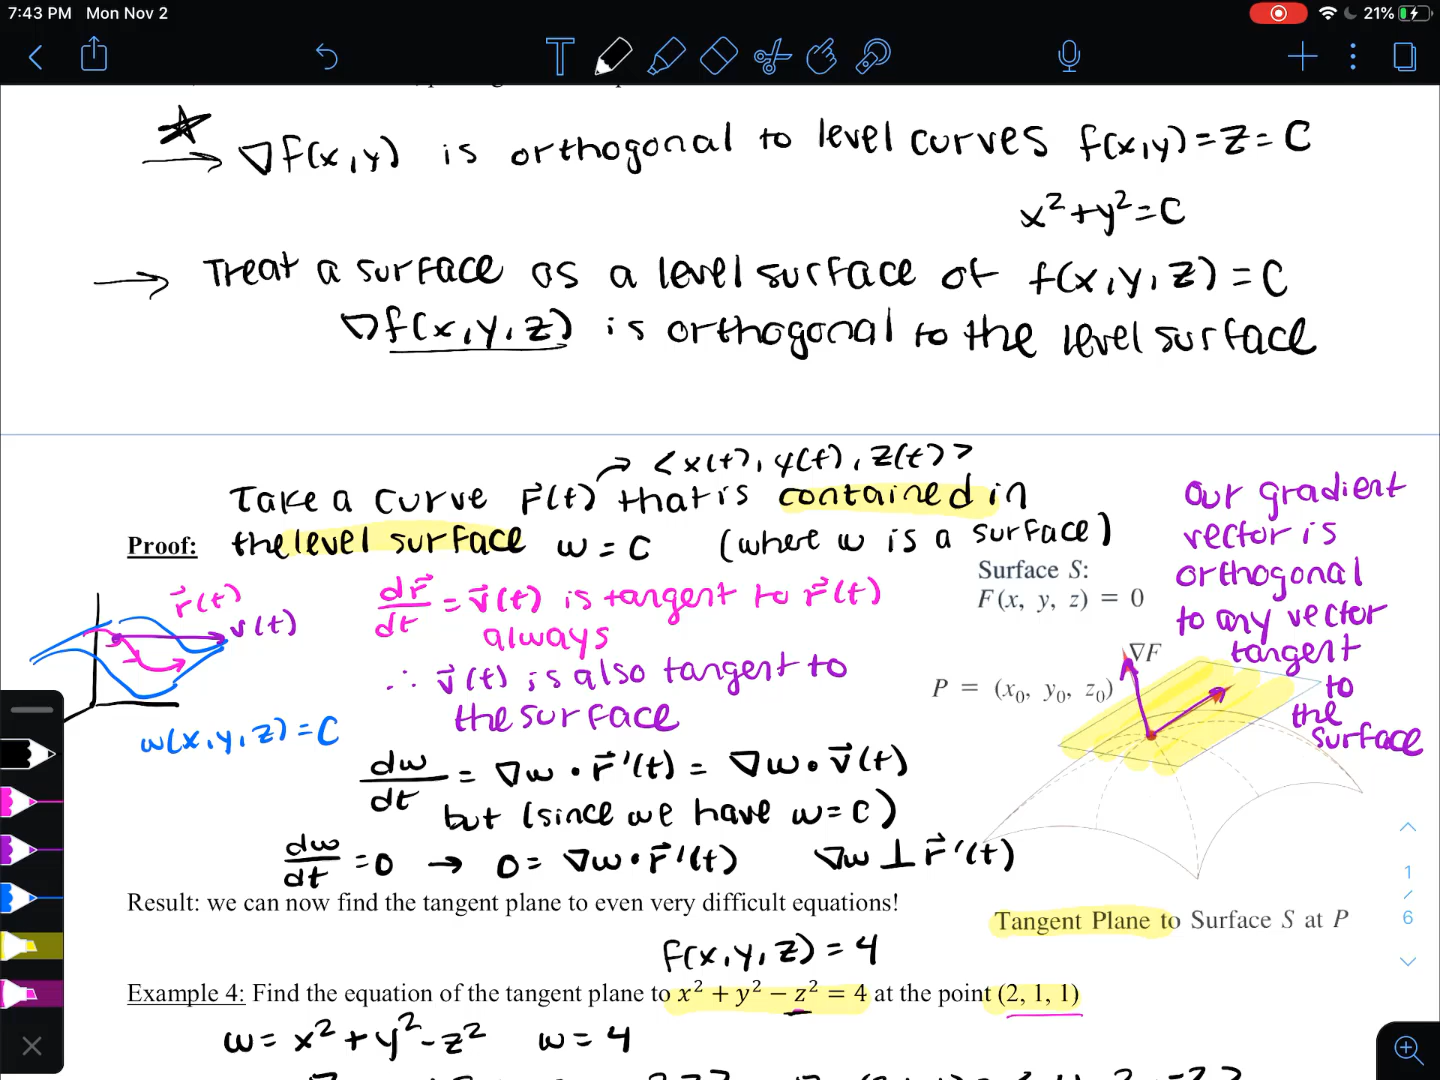 7:43 PM Mon Nov 2
21%
∇f(x,y) is orthogonal to level curves f(x,y)=z=C
x²+y²=C
→ Treat a surface as a level surface of f(x,y,z)=C
∇f(x,y,z) is orthogonal to the level surface
→ <x(t), y(t), z(t)>
Take a curve r⃗(t) that is contained in
Proof: the level surface w=C (where w is a surface)
Our gradient
vector is
orthogonal
to any vector
tangent
to
the
surface
Surface S:
F(x, y, z) = 0
r⃗(t)
v(t)
dr⃗/dt = v⃗(t) is tangent to r⃗(t)
always
∴ v⃗(t) is also tangent to
the surface
∇F
P = (x₀, y₀, z₀)
w(x,y,z)=C
dw/dt = ∇w • r⃗'(t) = ∇w • v⃗(t)
but (since we have w=C)
dw/dt = 0 → 0 = ∇w • r⃗'(t) ∇w ⊥ r⃗'(t)
Result: we can now find the tangent plane to even very difficult equations!
Tangent Plane to Surface S at P
f(x,y,z)=4
Example 4: Find the equation of the tangent plane to x² + y² − z² = 4 at the point (2, 1, 1)
w= x²+y²-z² w=4
1
/
6